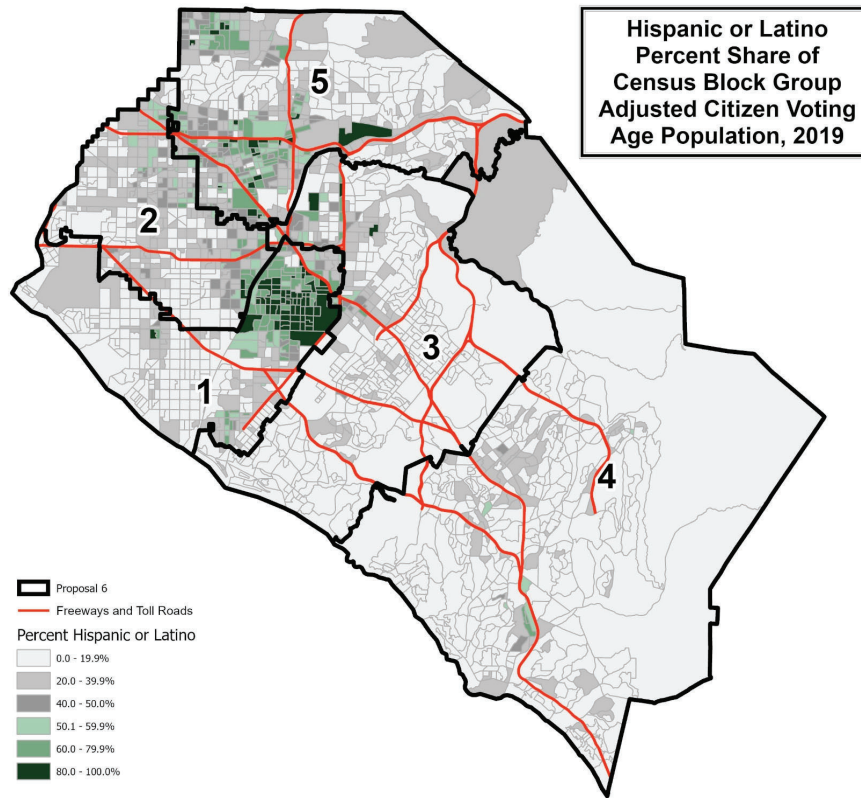 Hispanic or Latino
Percent Share of
Census Block Group
Adjusted Citizen Voting
Age Population, 2019
5
2
3
1
4
Proposal 6
Freeways and Toll Roads
Percent Hispanic or Latino
0.0 - 19.9%
20.0 - 39.9%
40.0 - 50.0%
50.1 - 59.9%
60.0 - 79.9%
80.0 - 100.0%